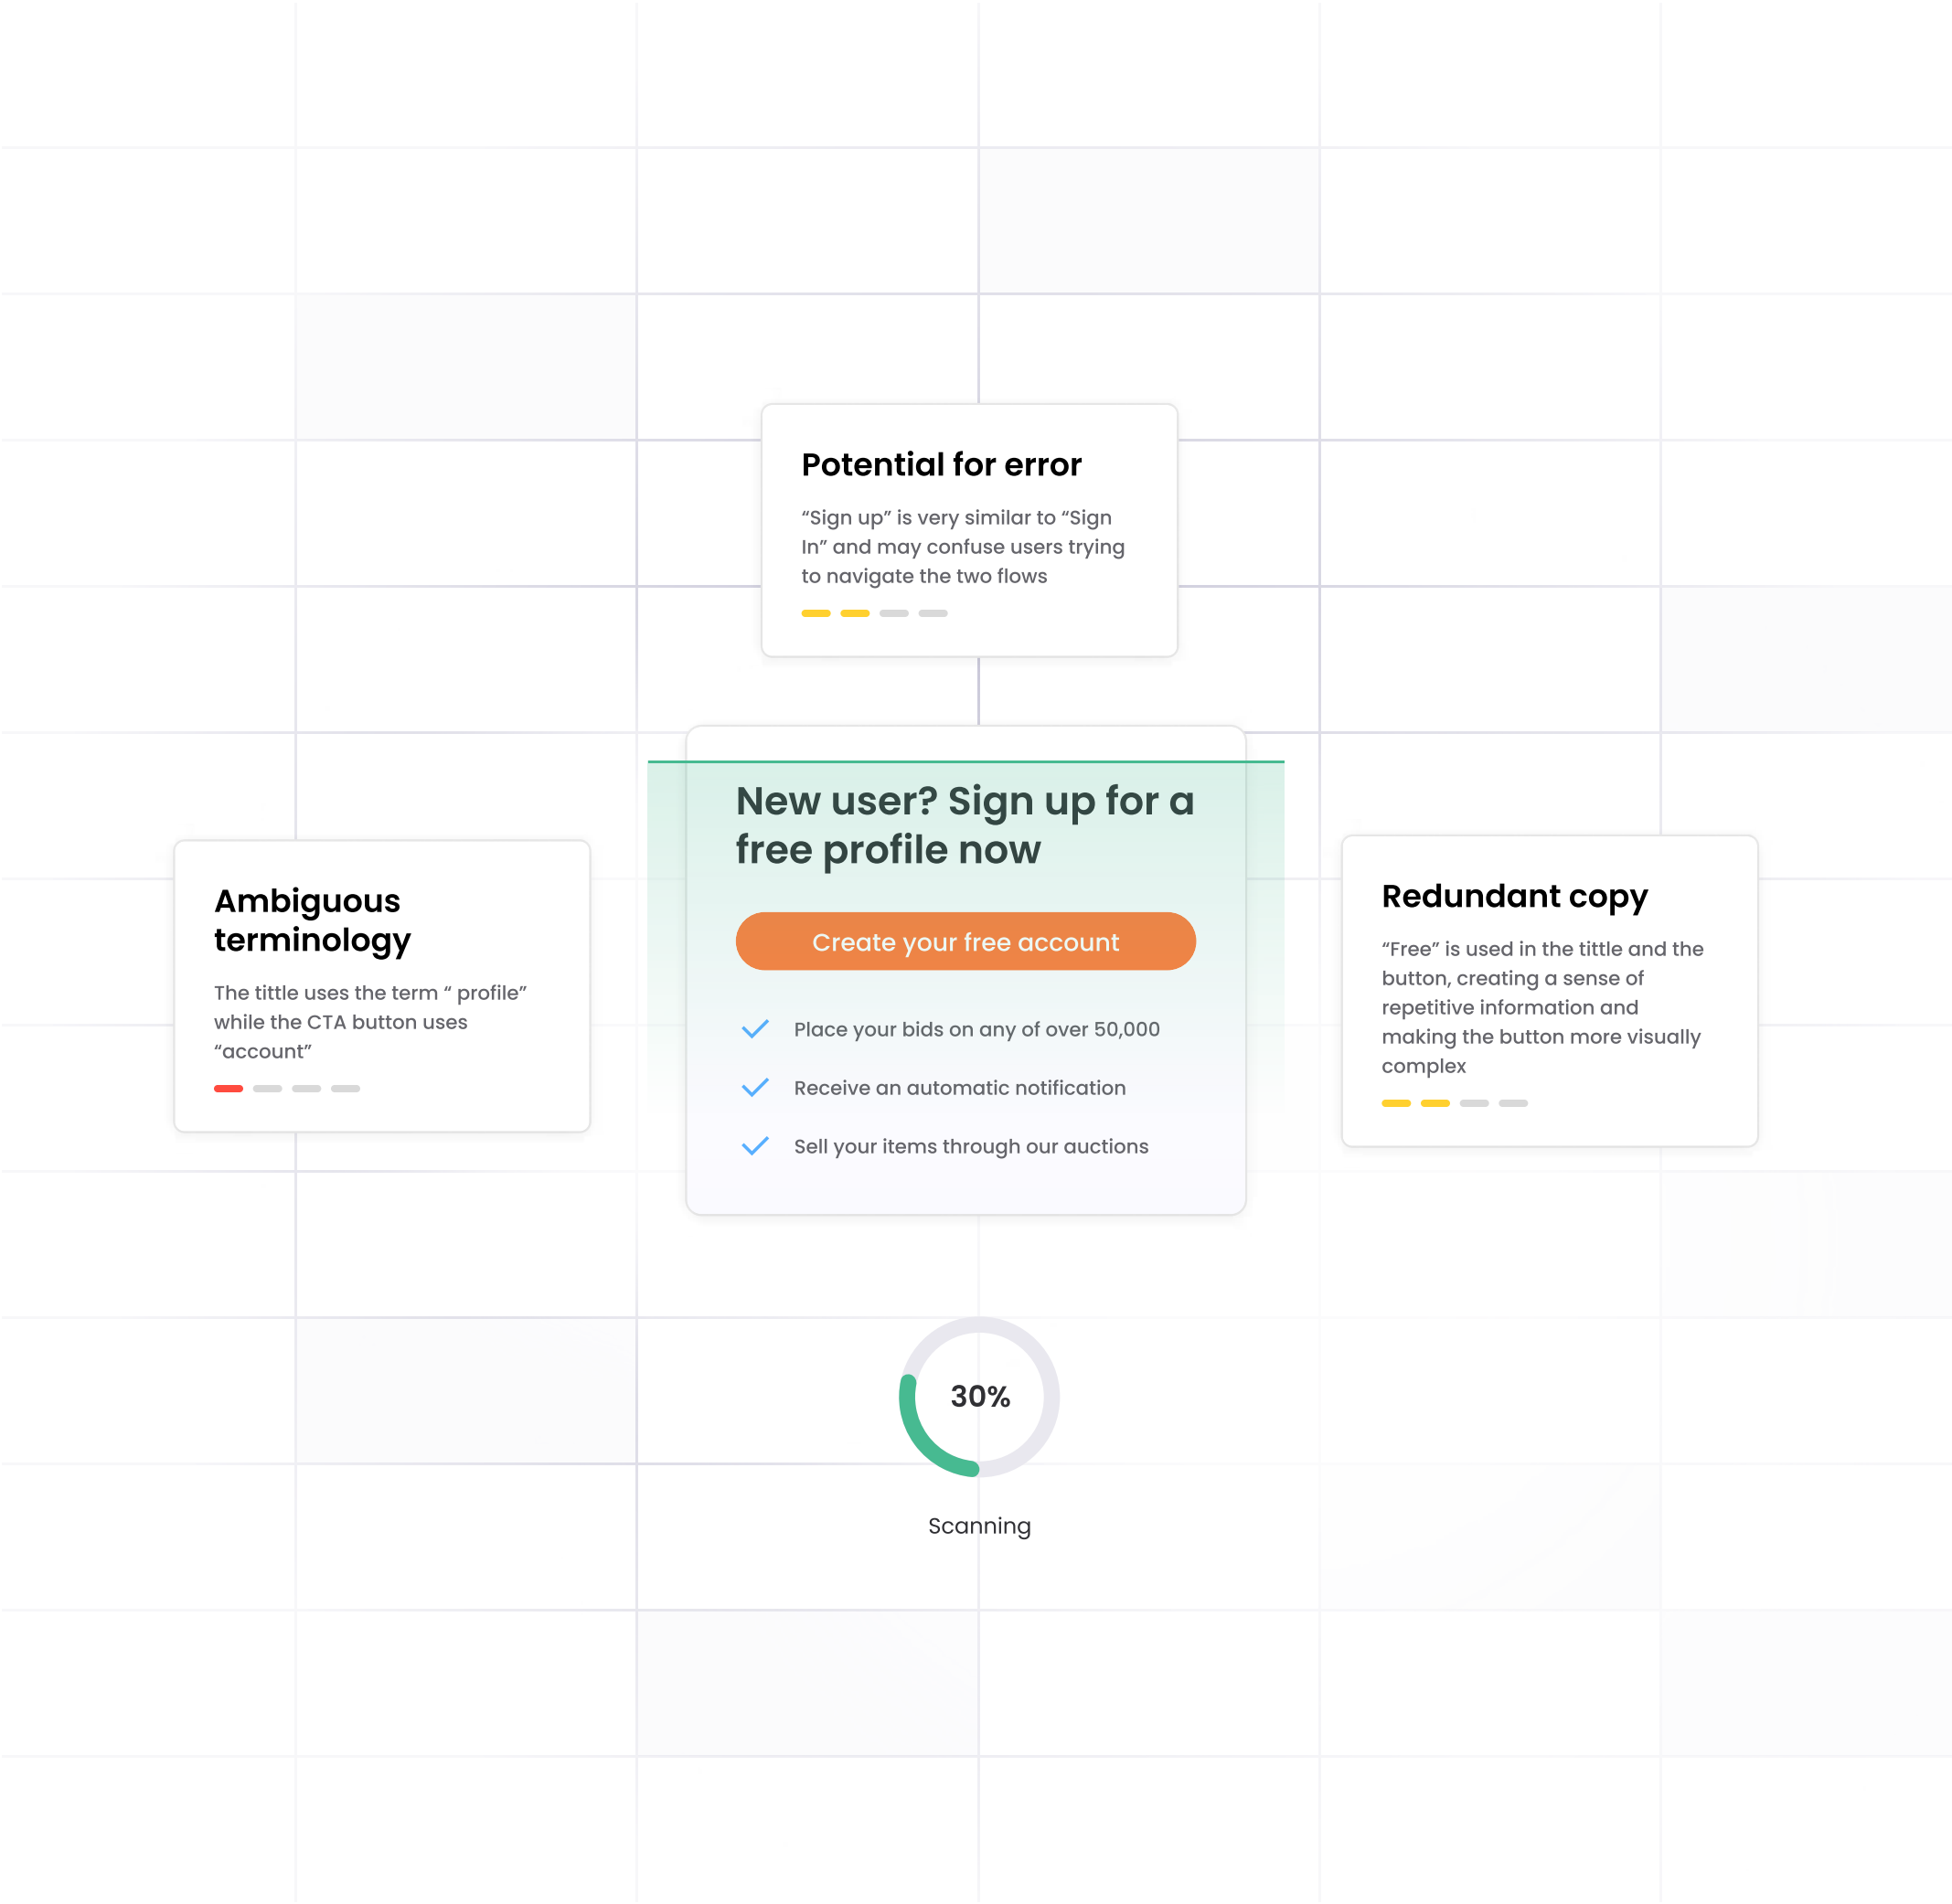 Potential for error
“Sign up” is very similar to “Sign
In” and may confuse users trying
to navigate the two flows
New user? Sign up for a
free profile now
Create your free account
Place your bids on any of over 50,000
Receive an automatic notification
Sell your items through our auctions
Ambiguous
terminology
The tittle uses the term “ profile”
while the CTA button uses
“account”
Redundant copy
“Free” is used in the tittle and the
button, creating a sense of
repetitive information and
making the button more visually
complex
30%
Scanning